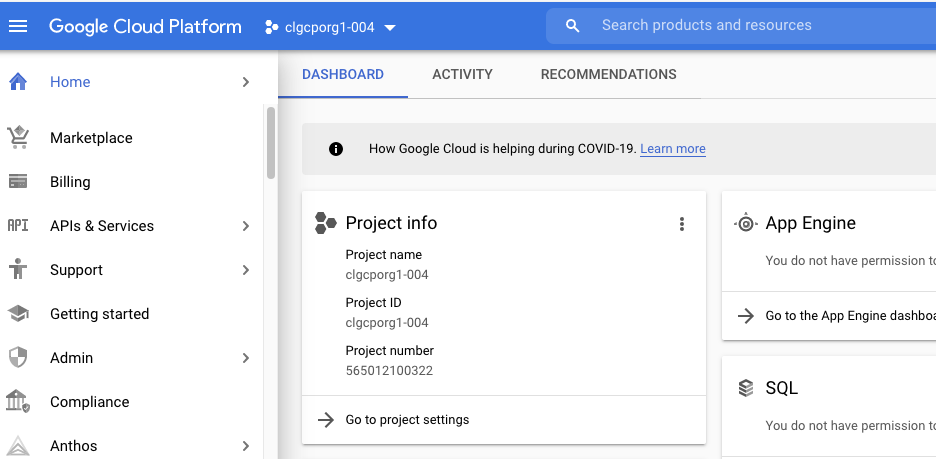 Google Cloud Platform
clgcporg1-004
Search products and resources
Home
Marketplace
Billing
API
APIs & Services
Support
Getting started
Admin
Compliance
Anthos
DASHBOARD
ACTIVITY
RECOMMENDATIONS
How Google Cloud is helping during COVID-19. Learn more
Project info
Project name
clgcporg1-004
Project ID
clgcporg1-004
Project number
565012100322
Go to project settings
App Engine
You do not have permission to
Go to the App Engine dashboa
SQL
You do not have permission to